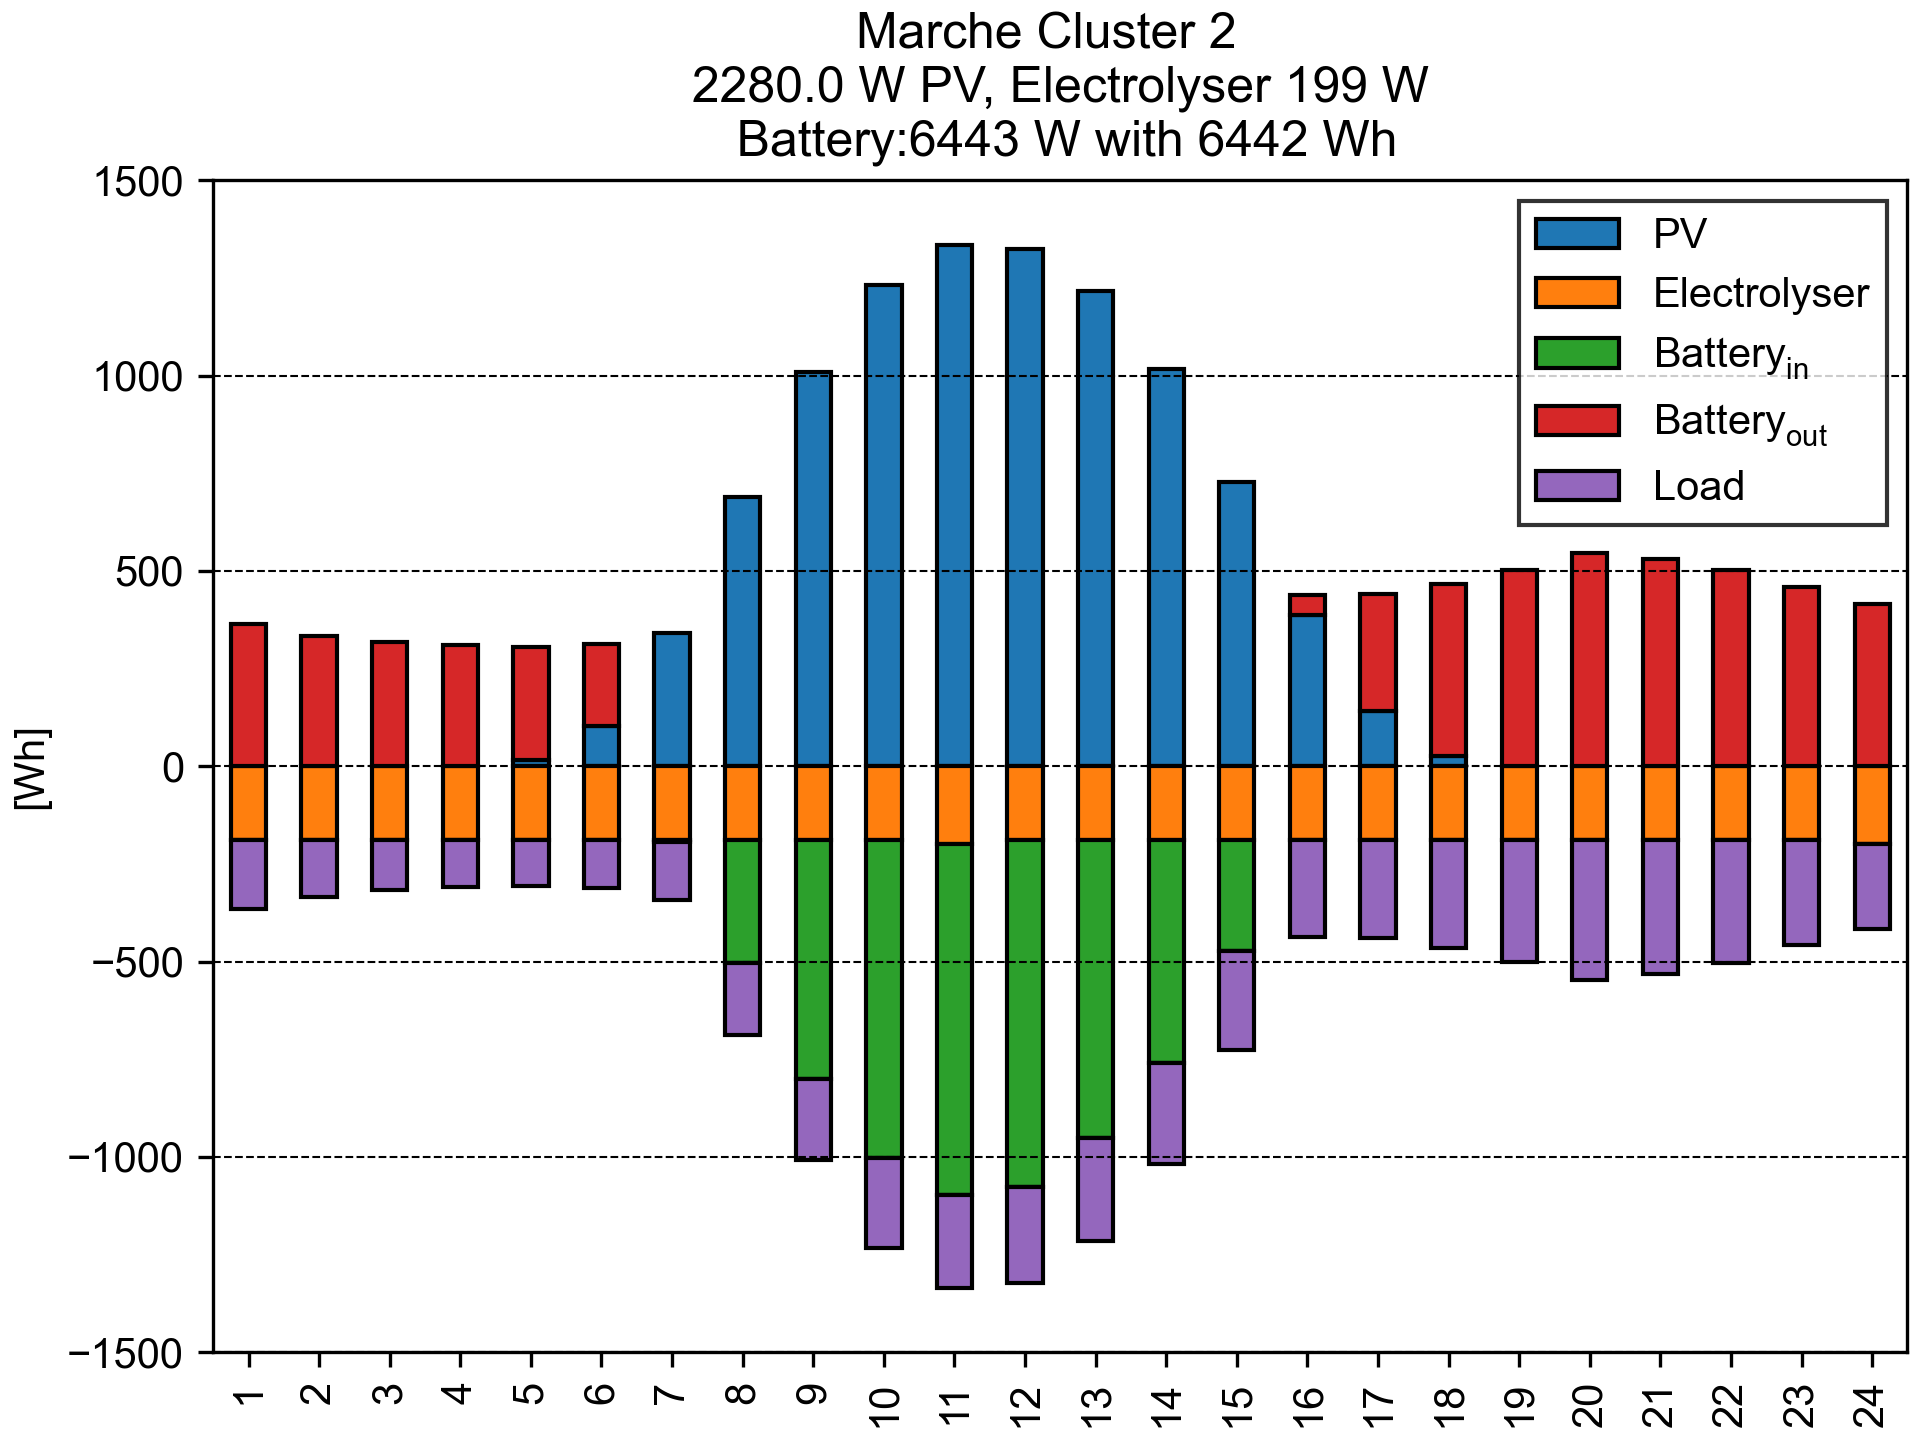 Marche Cluster 2
2280.0 W PV, Electrolyser 199 W
Battery:6443 W with 6442 Wh
1500
1000
500
0
−500
−1000
−1500
[Wh]
PV
Electrolyser
Battery_in
Battery_out
Load
1 2 3 4 5 6 7 8 9 10 11 12 13 14 15 16 17 18 19 20 21 22 23 24